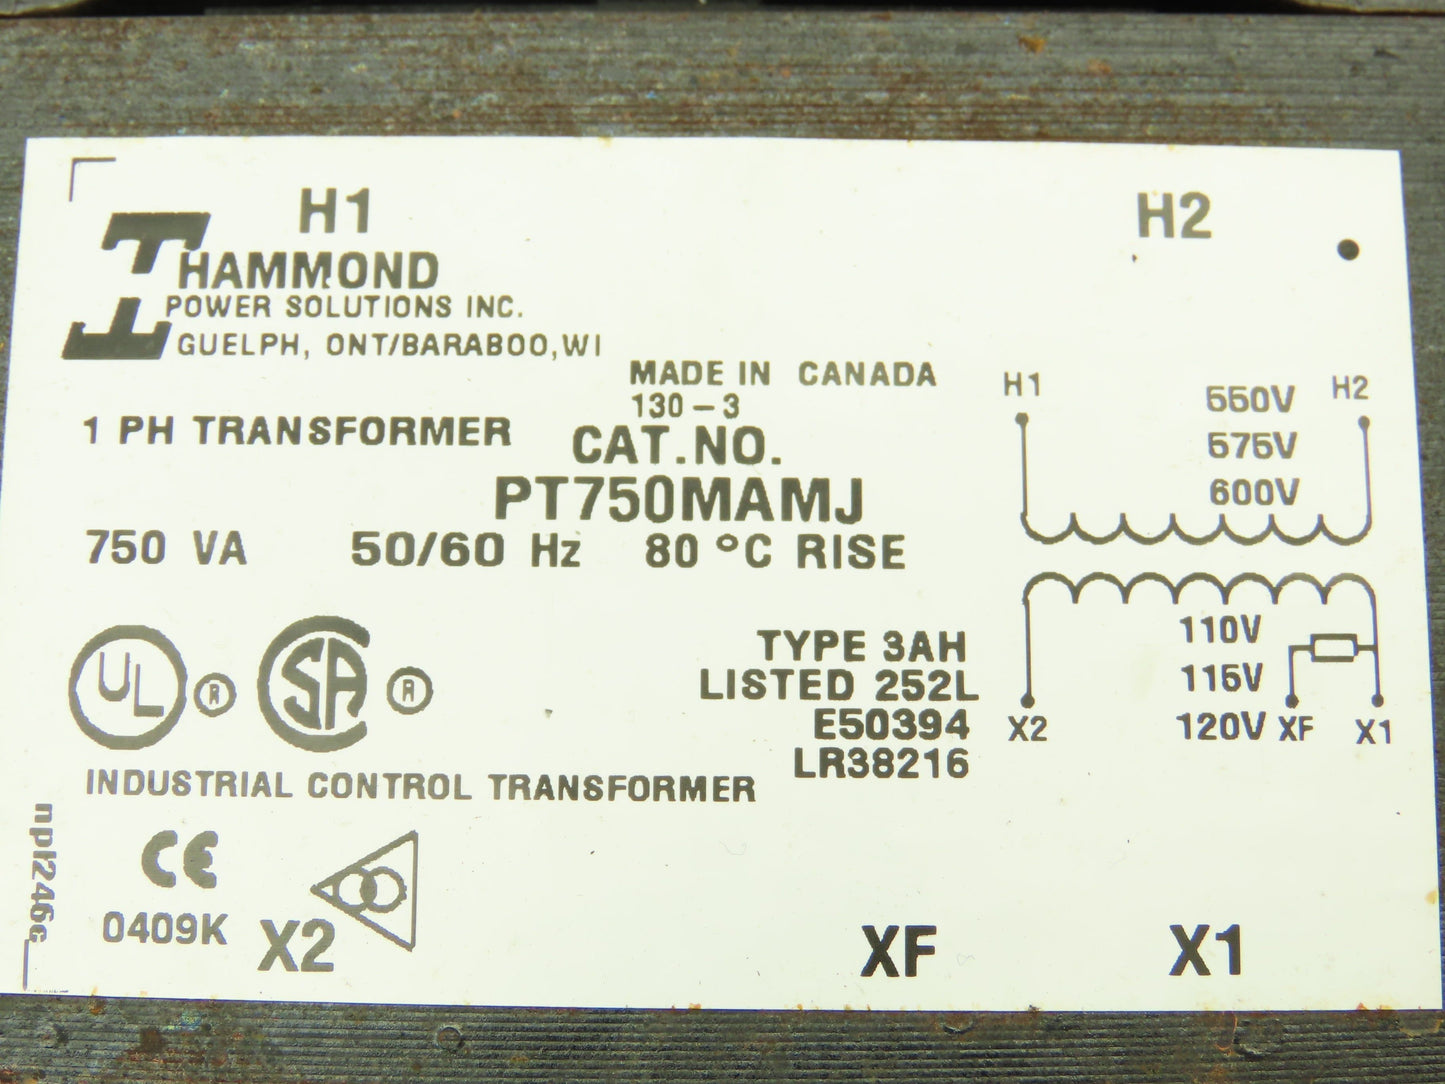 H1
H2
HAMMOND
POWER SOLUTIONS INC.
GUELPH, ONT/BARABOO,WI
MADE IN CANADA
130-3
1 PH TRANSFORMER
CAT.NO.
PT750MAMJ
750 VA 50/60 Hz 80 °C RISE
H1 H2
550V
575V
600V
UL ®
SA ®
TYPE 3AH
LISTED 252L
E50394
LR38216
110V
115V
120V
X2 XF X1
INDUSTRIAL CONTROL TRANSFORMER
CE
0409K
npl246c
X2
XF
X1